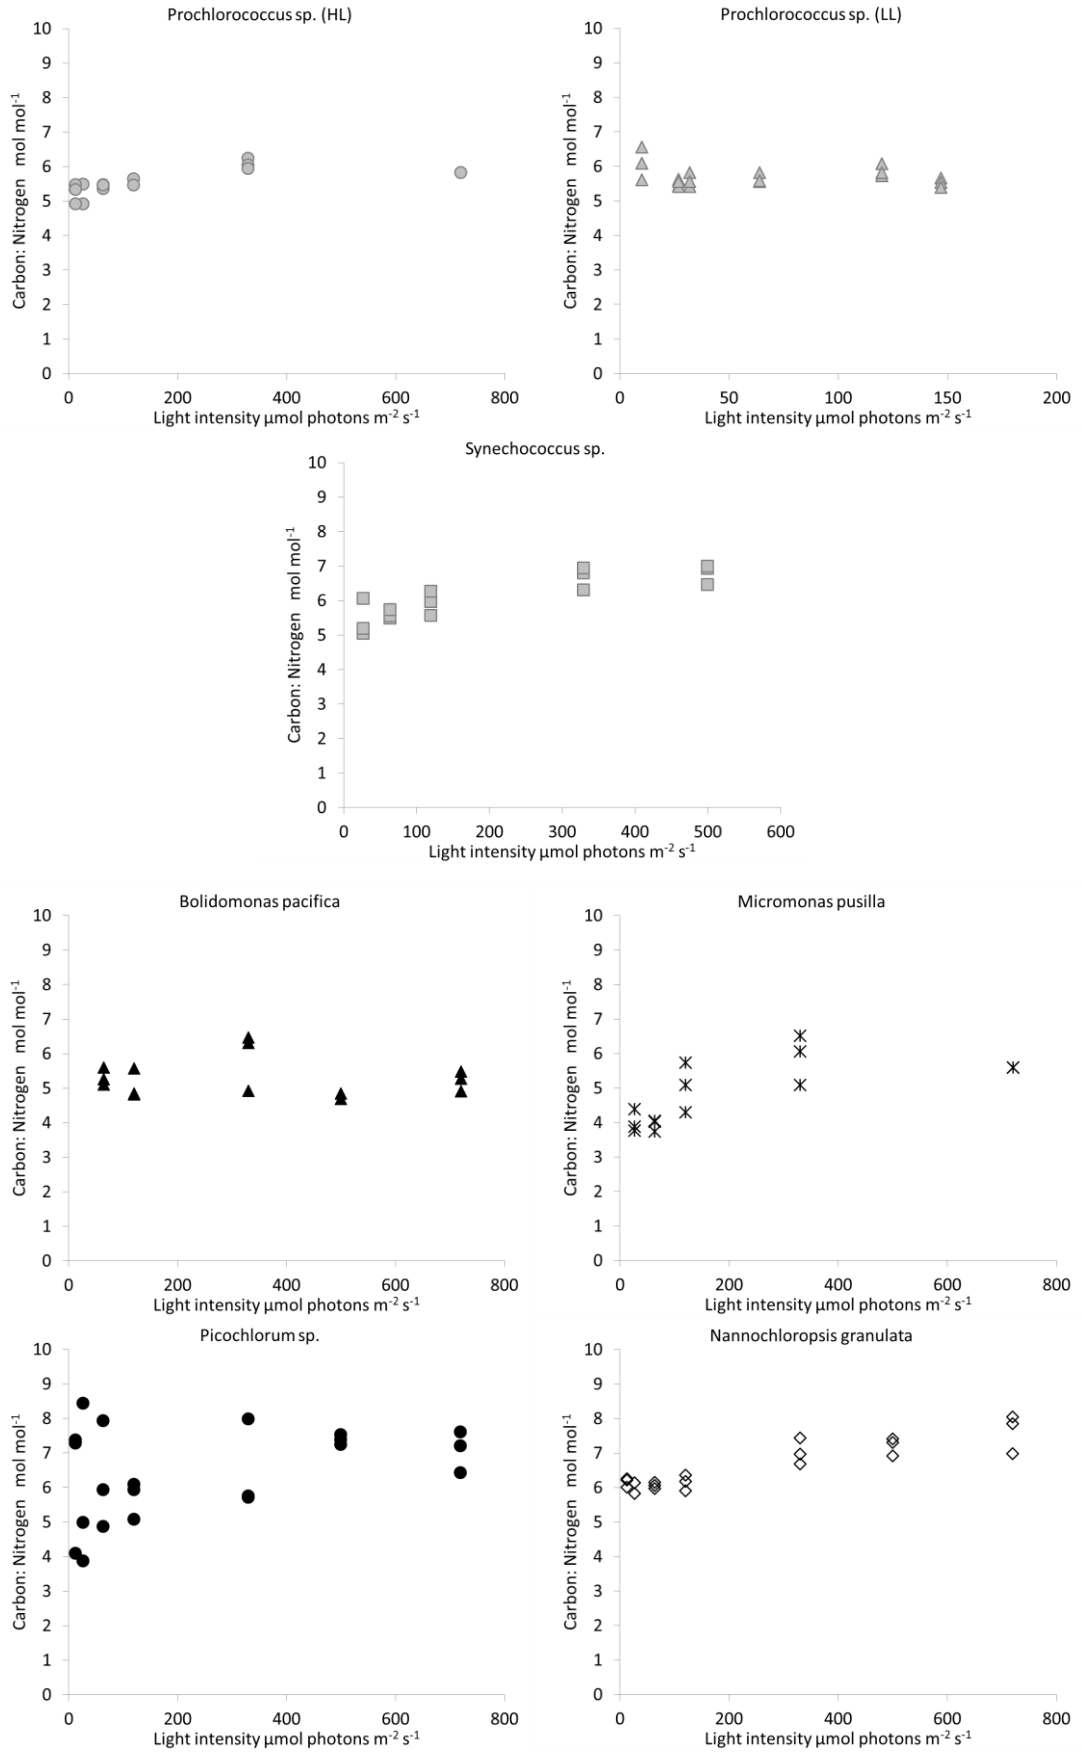 Prochlorococcus sp. (HL)
10
9
8
7
6
5
4
3
2
1
0
Carbon: Nitrogen mol mol⁻¹
0 200 400 600 800
Light intensity µmol photons m⁻² s⁻¹
Prochlorococcus sp. (LL)
10
9
8
7
6
5
4
3
2
1
0
Carbon: Nitrogen mol mol⁻¹
0 50 100 150 200
Light intensity µmol photons m⁻² s⁻¹
Synechococcus sp.
10
9
8
7
6
5
4
3
2
1
0
Carbon: Nitrogen mol mol⁻¹
0 100 200 300 400 500 600
Light intensity µmol photons m⁻² s⁻¹
Bolidomonas pacifica
10
9
8
7
6
5
4
3
2
1
0
Carbon: Nitrogen mol mol⁻¹
0 200 400 600 800
Light intensity µmol photons m⁻² s⁻¹
Micromonas pusilla
10
9
8
7
6
5
4
3
2
1
0
Carbon: Nitrogen mol mol⁻¹
0 200 400 600 800
Light intensity µmol photons m⁻² s⁻¹
Picochlorum sp.
10
9
8
7
6
5
4
3
2
1
0
Carbon: Nitrogen mol mol⁻¹
0 200 400 600 800
Light intensity µmol photons m⁻² s⁻¹
Nannochloropsis granulata
10
9
8
7
6
5
4
3
2
1
0
Carbon: Nitrogen mol mol⁻¹
0 200 400 600 800
Light intensity µmol photons m⁻² s⁻¹